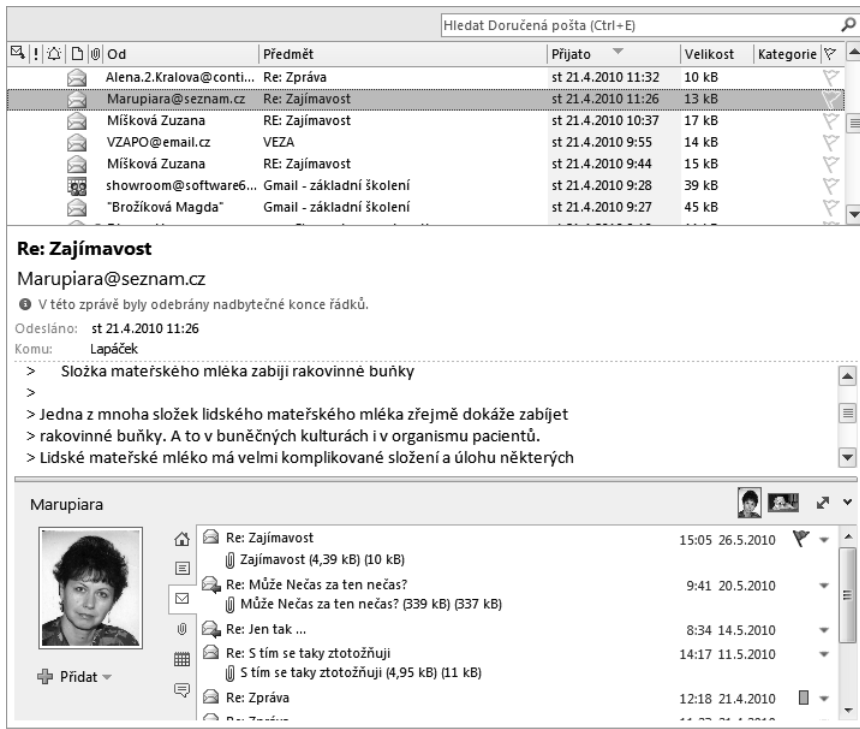 Hledat Doručená pošta (Ctrl+E)
! Od Předmět Přijato Velikost Kategorie
Alena.2.Kralova@conti... Re: Zpráva st 21.4.2010 11:32 10 kB
Marupiara@seznam.cz Re: Zajímavost st 21.4.2010 11:26 13 kB
Míšková Zuzana RE: Zajímavost st 21.4.2010 10:37 17 kB
VZAPO@email.cz VEZA st 21.4.2010 9:55 14 kB
Míšková Zuzana RE: Zajímavost st 21.4.2010 9:44 15 kB
showroom@software6... Gmail - základní školení st 21.4.2010 9:28 39 kB
"Brožíková Magda" Gmail - základní školení st 21.4.2010 9:27 45 kB
Re: Zajímavost
Marupiara@seznam.cz
V této zprávě byly odebrány nadbytečné konce řádků.
Odesláno: st 21.4.2010 11:26
Komu: Lapáček
> Složka mateřského mléka zabíjí rakovinné buňky
>
> Jedna z mnoha složek lidského mateřského mléka zřejmě dokáže zabíjet
> rakovinné buňky. A to v buněčných kulturách i v organismu pacientů.
> Lidské mateřské mléko má velmi komplikované složení a úlohu některých
Marupiara
Re: Zajímavost 15:05 26.5.2010
Zajímavost (4,39 kB) (10 kB)
Re: Může Nečas za ten nečas? 9:41 20.5.2010
Může Nečas za ten nečas? (339 kB) (337 kB)
Re: Jen tak ... 8:34 14.5.2010
Re: S tím se taky ztotožňuji 14:17 11.5.2010
S tím se taky ztotožňuji (4,95 kB) (11 kB)
Přidat
Re: Zpráva 12:18 21.4.2010